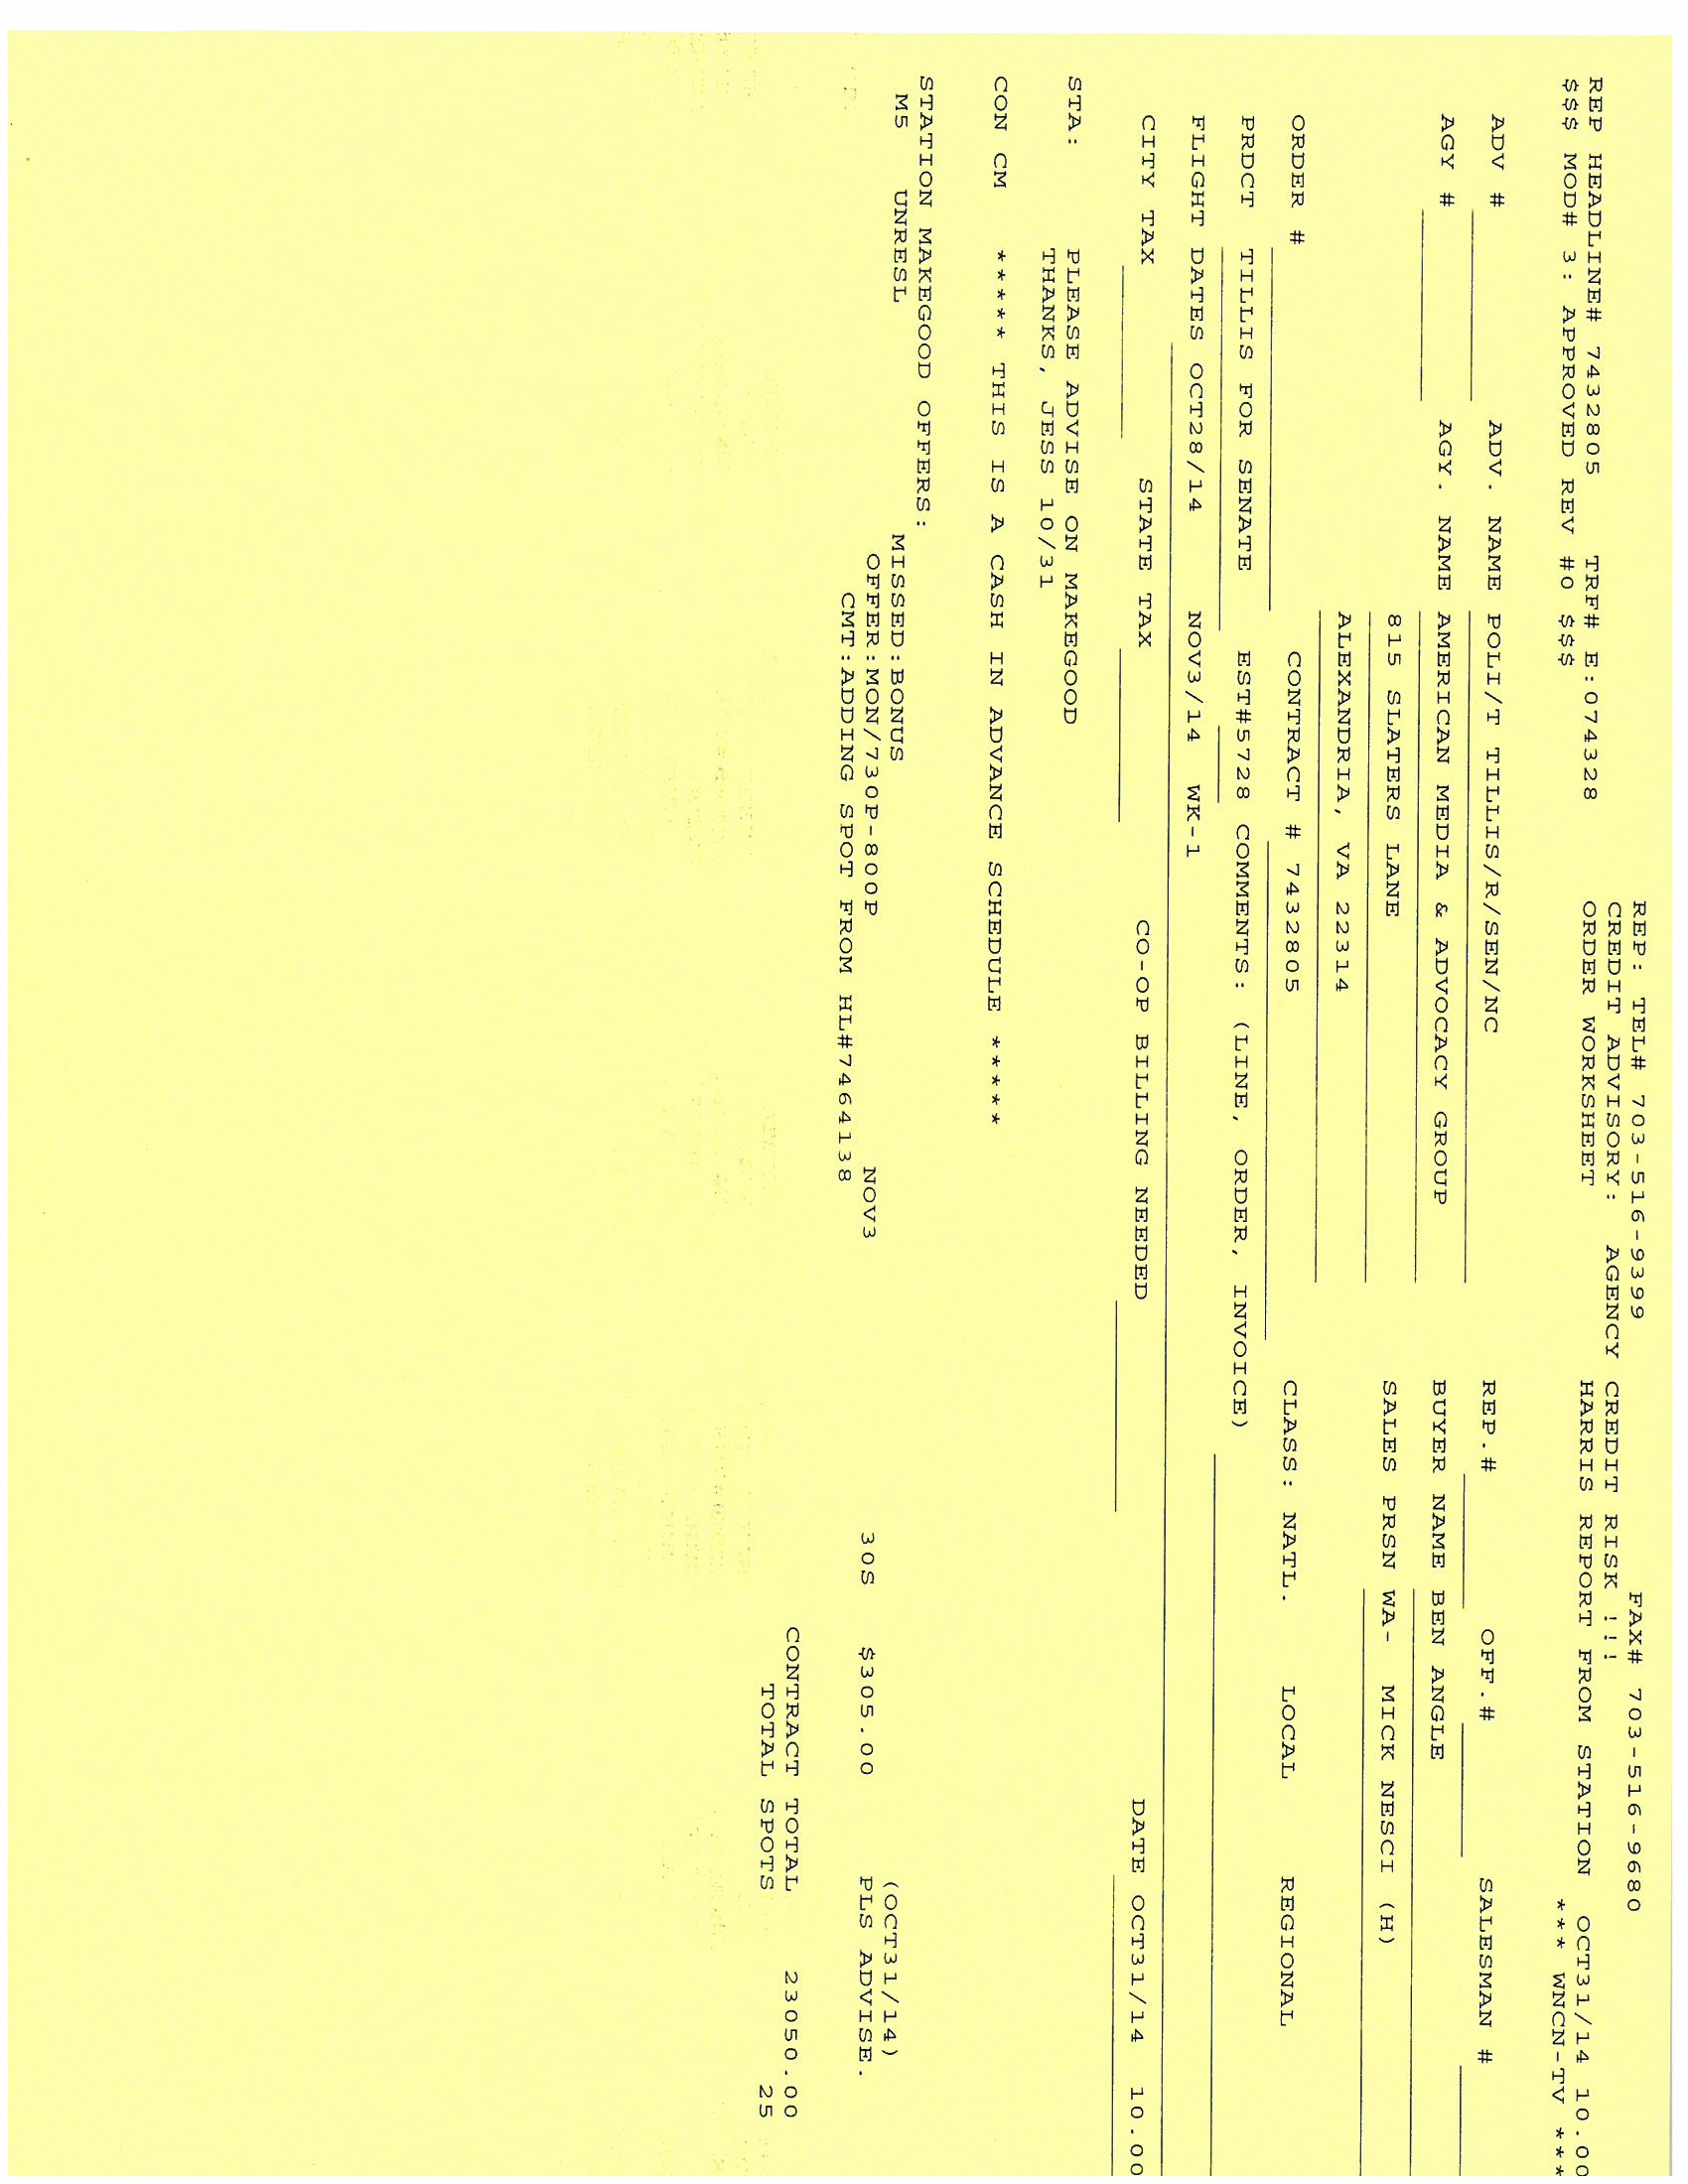 REP: TEL# 703-516-9399 FAX# 703-516-9680
CREDIT ADVISORY: AGENCY CREDIT RISK !!!
REP HEADLINE# 7432805 TRF# E:074328 ORDER WORKSHEET HARRIS REPORT FROM STATION OCT31/14 10.00
$$$ MOD# 3: APPROVED REV #0 $$$ *** WNCN-TV ***
ADV # ADV. NAME POLI/T TILLIS/R/SEN/NC REP.# OFF.# SALESMAN #
AGY # AGY. NAME AMERICAN MEDIA & ADVOCACY GROUP BUYER NAME BEN ANGLE
815 SLATERS LANE SALES PRSN WA- MICK NESCI (H)
ALEXANDRIA, VA 22314
ORDER # CONTRACT # 7432805 CLASS: NATL. LOCAL REGIONAL
PRDCT TILLIS FOR SENATE EST#5728 COMMENTS: (LINE, ORDER, INVOICE)
FLIGHT DATES OCT28/14 NOV3/14 WK-1
CITY TAX STATE TAX CO-OP BILLING NEEDED DATE OCT31/14 10.00
STA: PLEASE ADVISE ON MAKEGOOD
THANKS, JESS 10/31
CON CM ***** THIS IS A CASH IN ADVANCE SCHEDULE *****
STATION MAKEGOOD OFFERS:
M5 UNRESL MISSED:BONUS (OCT31/14)
OFFER:MON/730P-800P NOV3 30S $305.00 PLS ADVISE.
CMT:ADDING SPOT FROM HL#7464138
CONTRACT TOTAL 23050.00
TOTAL SPOTS 25